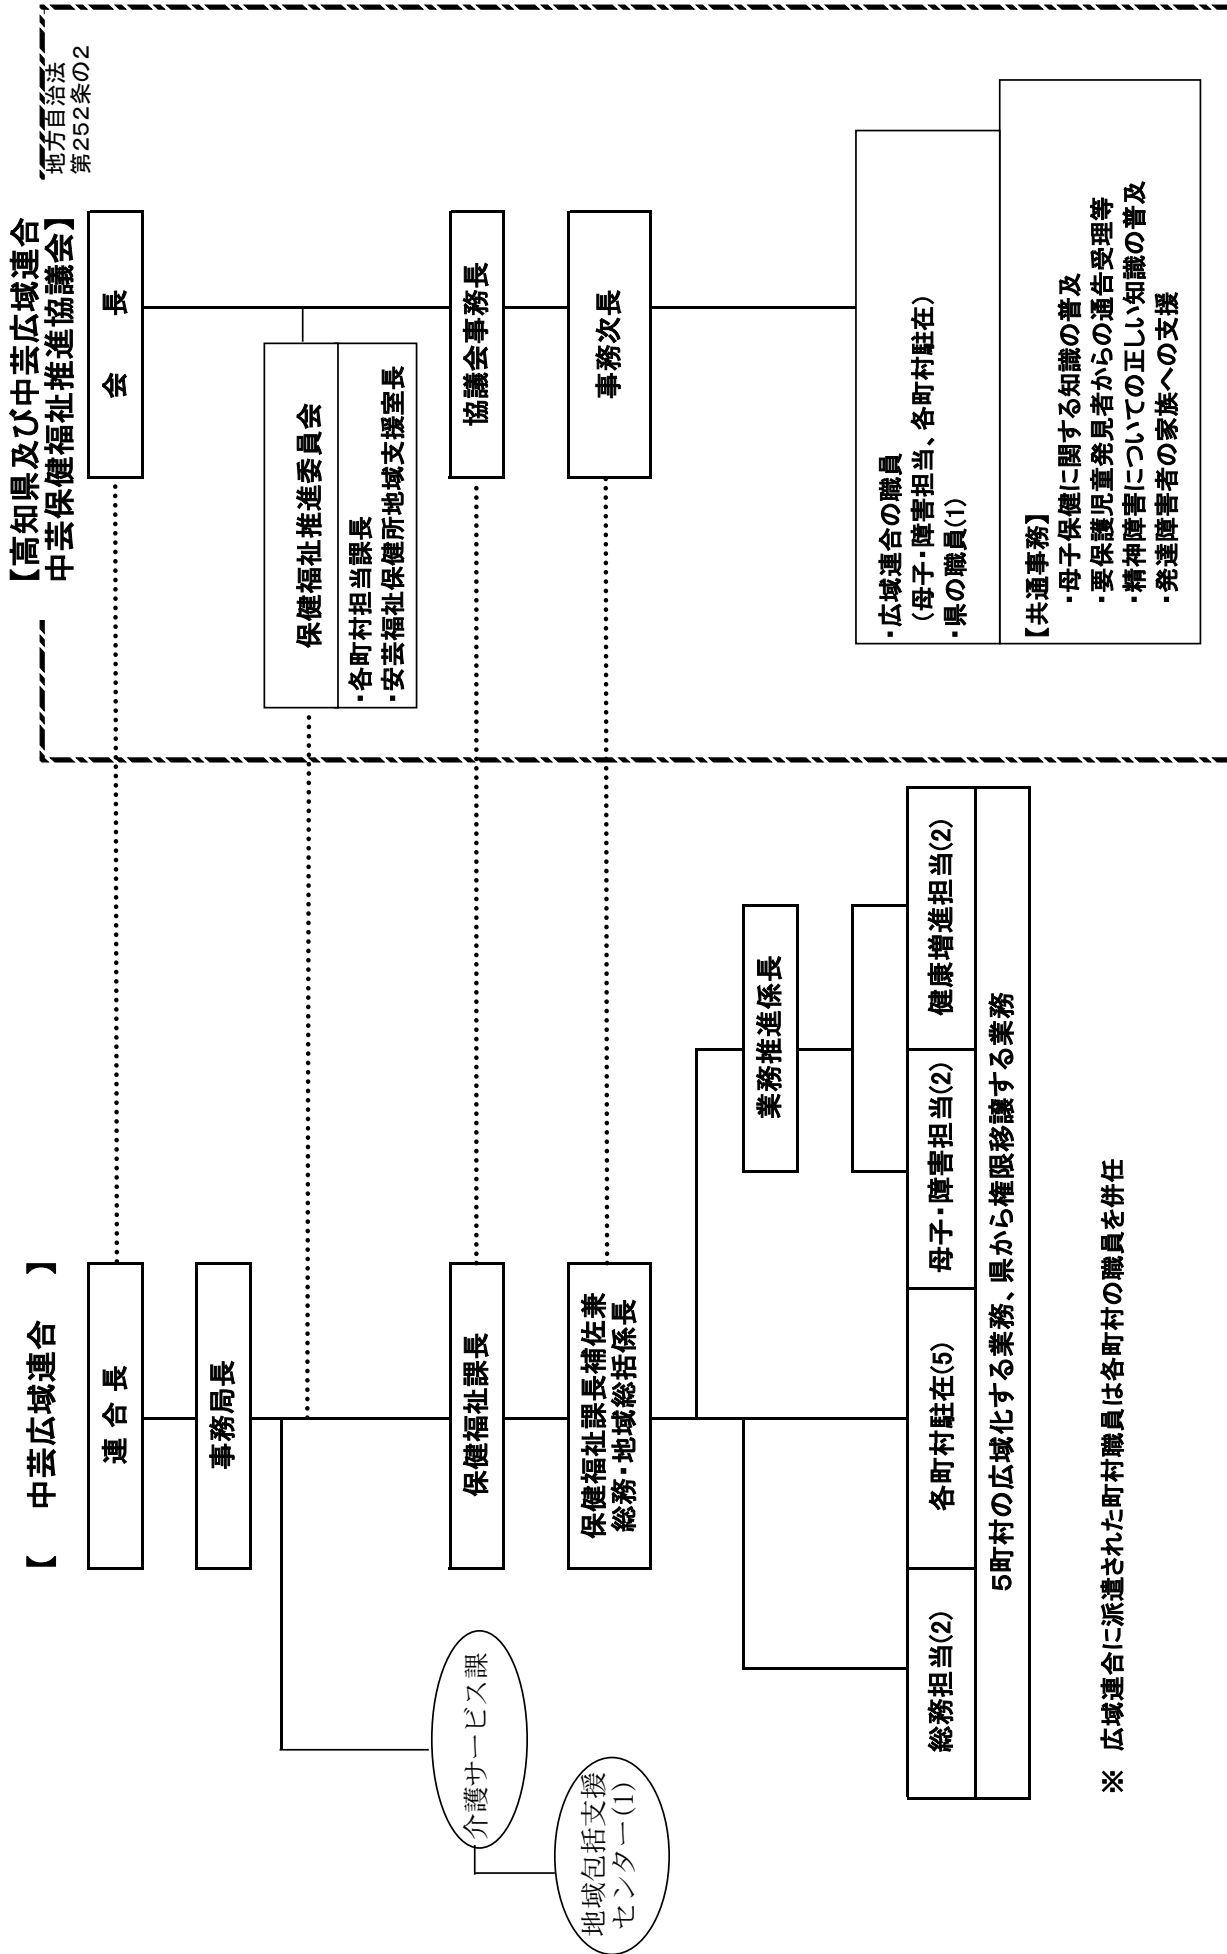 【　中芸広域連合　】
連 合 長
事務局長
介護サービス課
地域包括支援
センター(1)
保健福祉課長
保健福祉課長補佐兼
総務・地域総括係長
業務推進係長
総務担当(2)
各町村駐在(5)
母子・障害担当(2)
健康増進担当(2)
5町村の広域化する業務、県から権限移譲する業務
※ 広域連合に派遣された町村職員は各町村の職員を併任
【高知県及び中芸広域連合
中芸保健福祉推進協議会】
地方自治法
第252条の2
会　長
保健福祉推進委員会
・各町村担当課長
・安芸福祉保健所地域支援室長
協議会事務長
事務次長
・広域連合の職員
（母子・障害担当、各町村駐在）
・県の職員(1)
【共通事務】
・母子保健に関する知識の普及
・要保護児童発見者からの通告受理等
・精神障害についての正しい知識の普及
・発達障害者の家族への支援